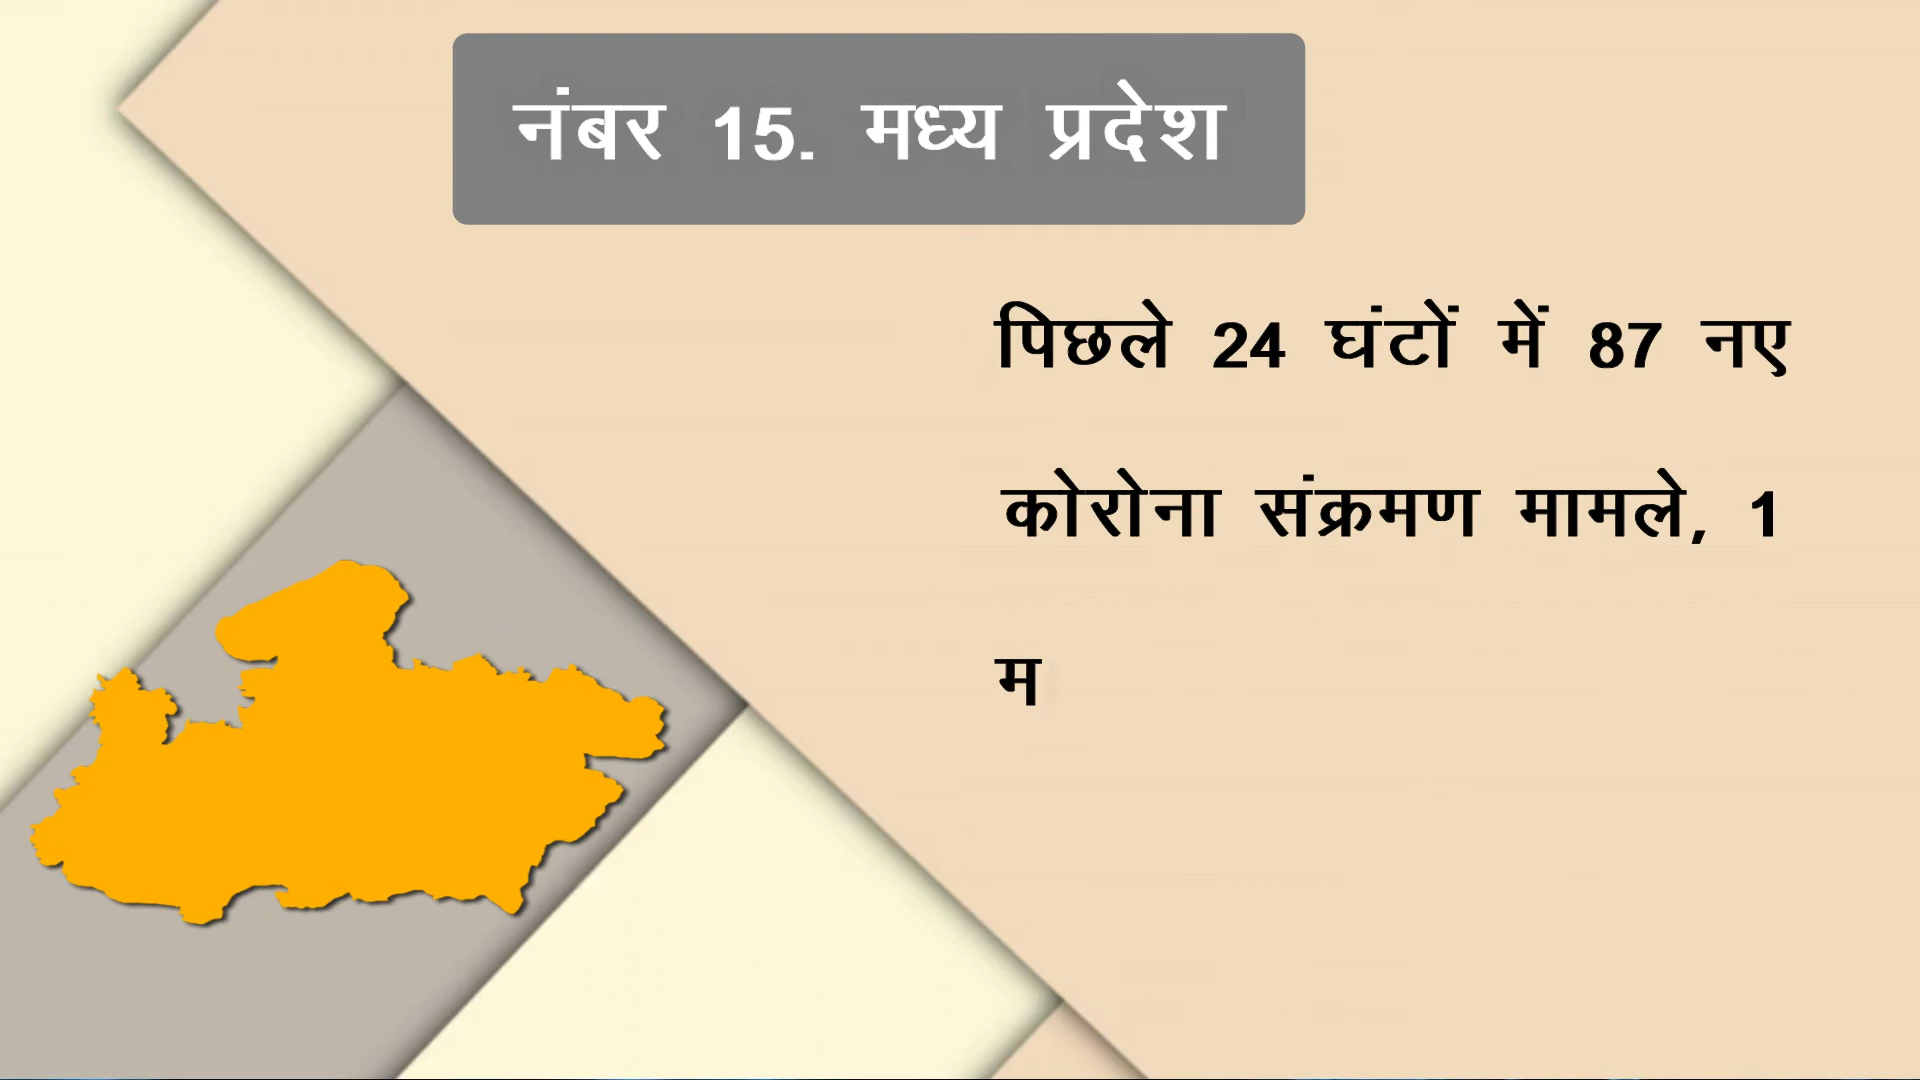 नंबर 15. मध्य प्रदेश
पिछले 24 घंटों में 87 नए
कोरोना संक्रमण मामले, 1
म